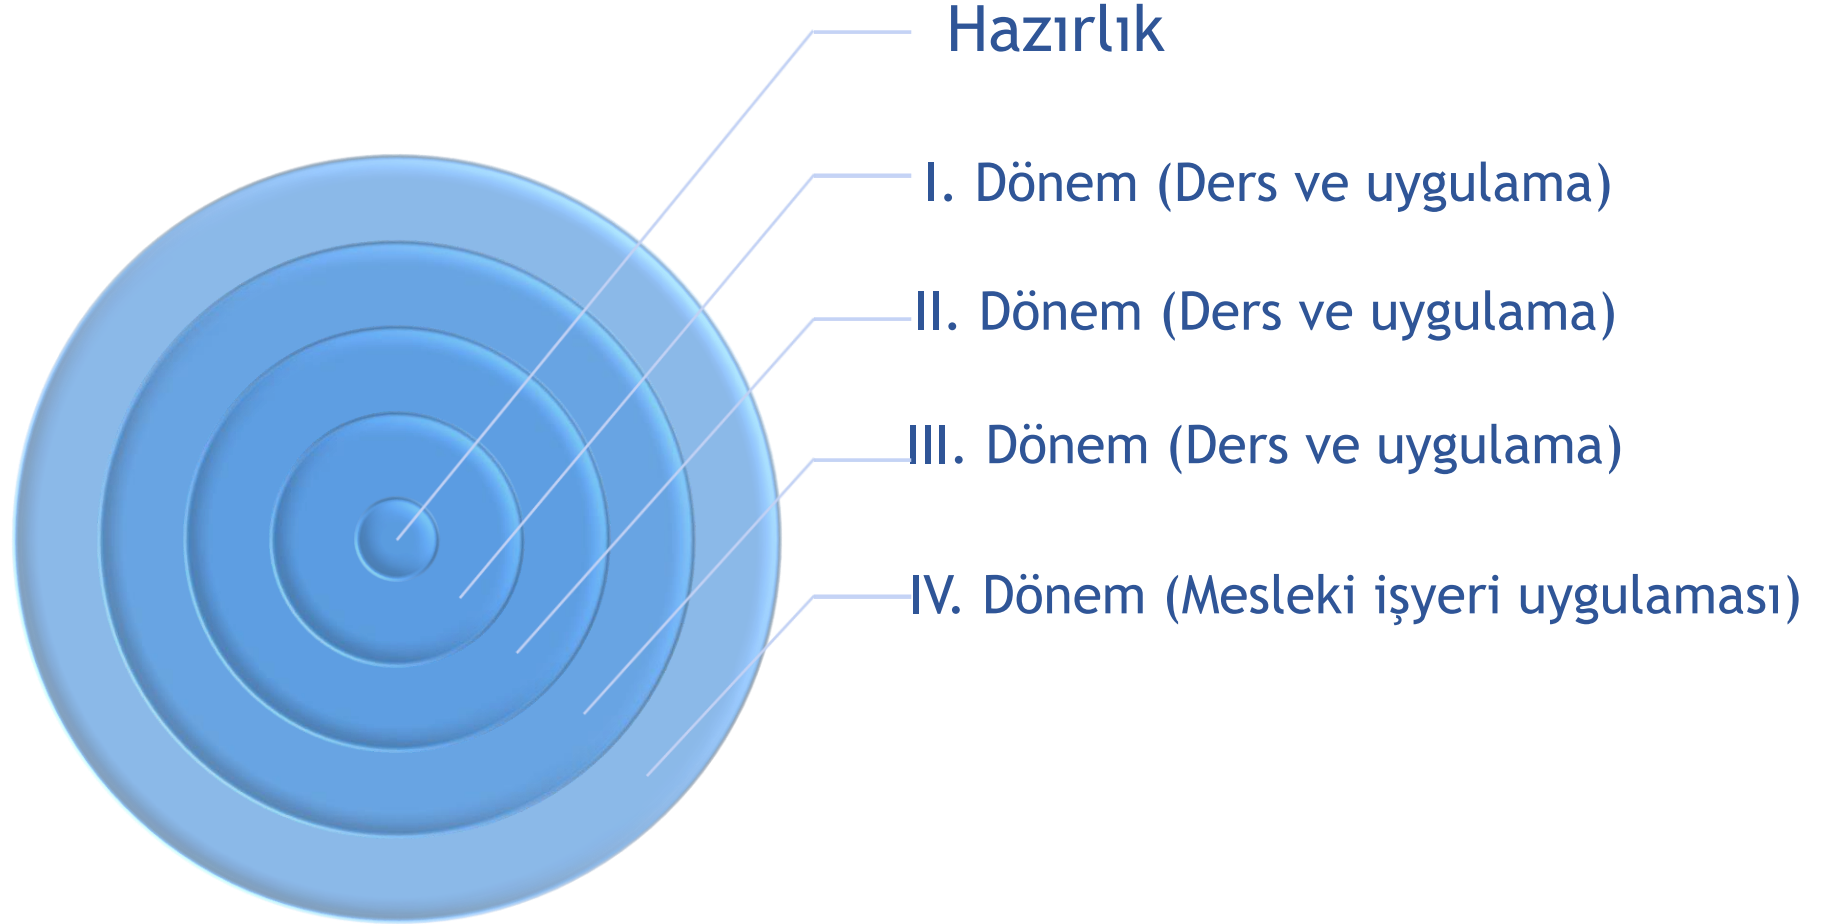 Hazırlık
I. Dönem (Ders ve uygulama)
II. Dönem (Ders ve uygulama)
III. Dönem (Ders ve uygulama)
IV. Dönem (Mesleki işyeri uygulaması)